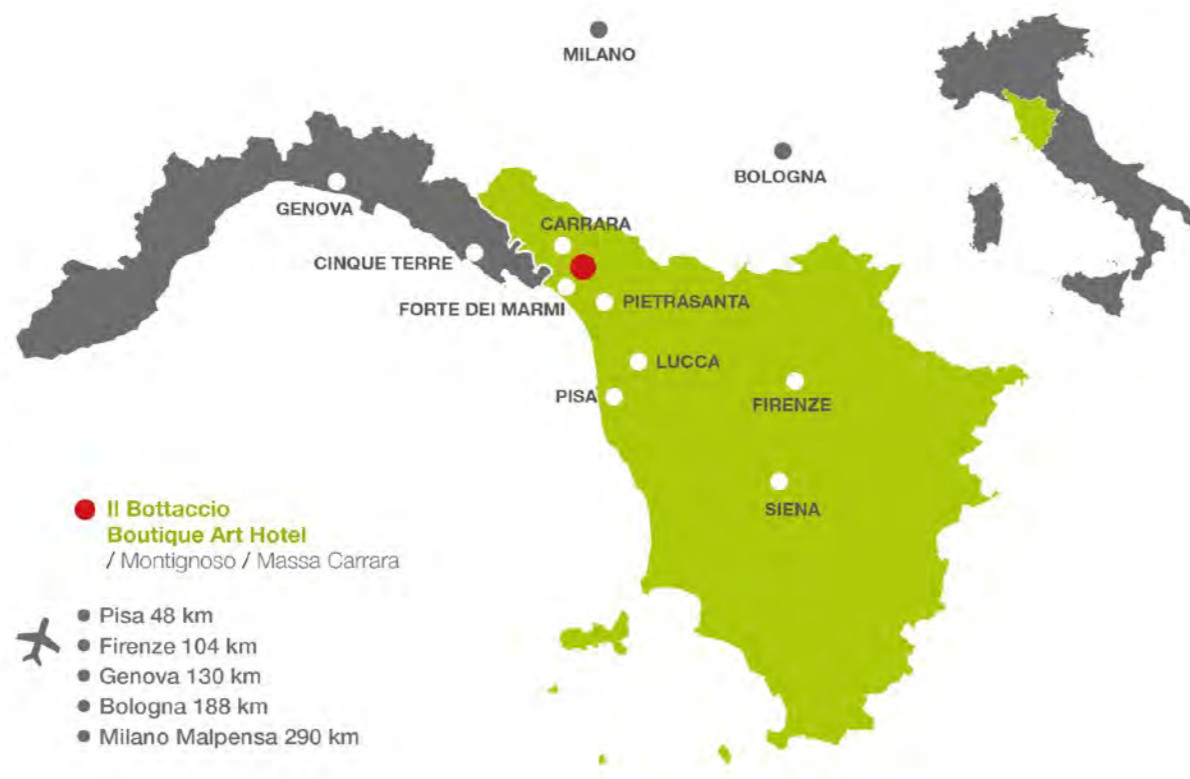 MILANO
BOLOGNA
GENOVA
CARRARA
CINQUE TERRE
FORTE DEI MARMI
PIETRASANTA
LUCCA
PISA
FIRENZE
SIENA
Il Bottaccio
Boutique Art Hotel
/ Montignoso / Massa Carrara
Pisa 48 km
Firenze 104 km
Genova 130 km
Bologna 188 km
Milano Malpensa 290 km